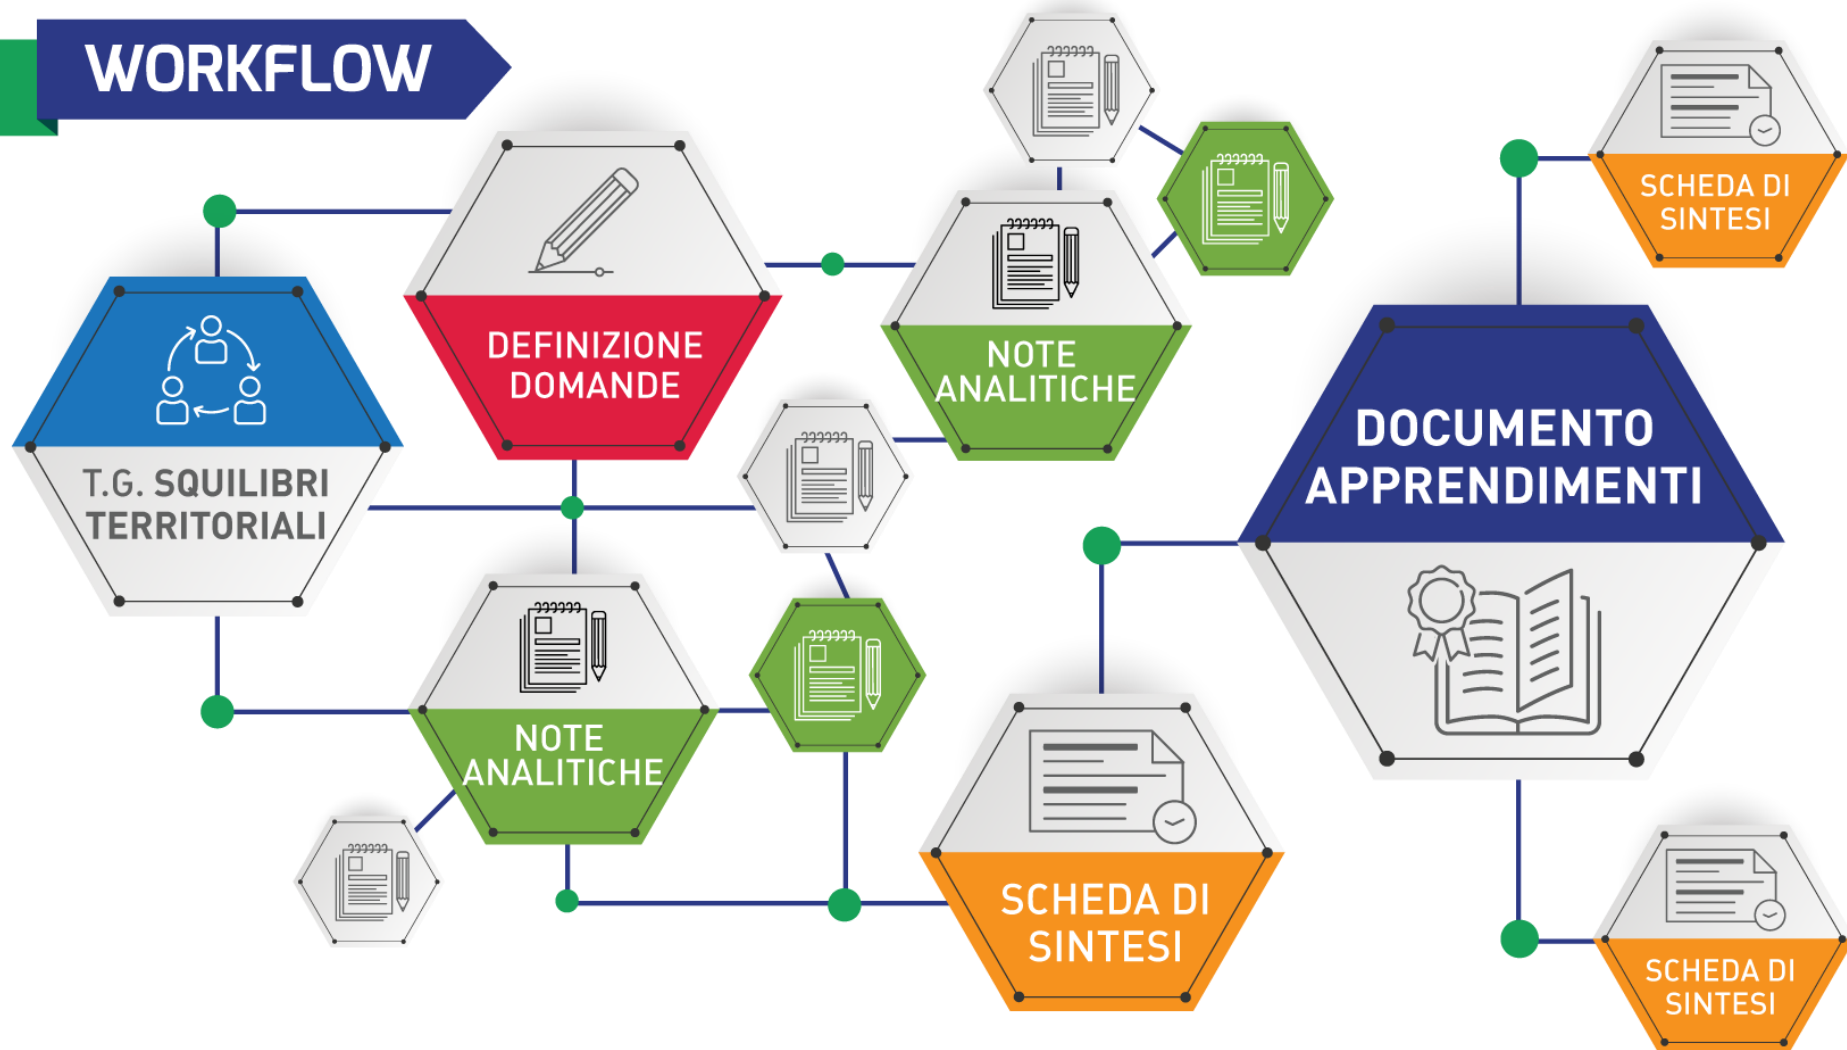 WORKFLOW
T.G. SQUILIBRI
TERRITORIALI
DEFINIZIONE
DOMANDE
NOTE
ANALITICHE
NOTE
ANALITICHE
SCHEDA DI
SINTESI
DOCUMENTO
APPRENDIMENTI
SCHEDA DI
SINTESI
SCHEDA DI
SINTESI